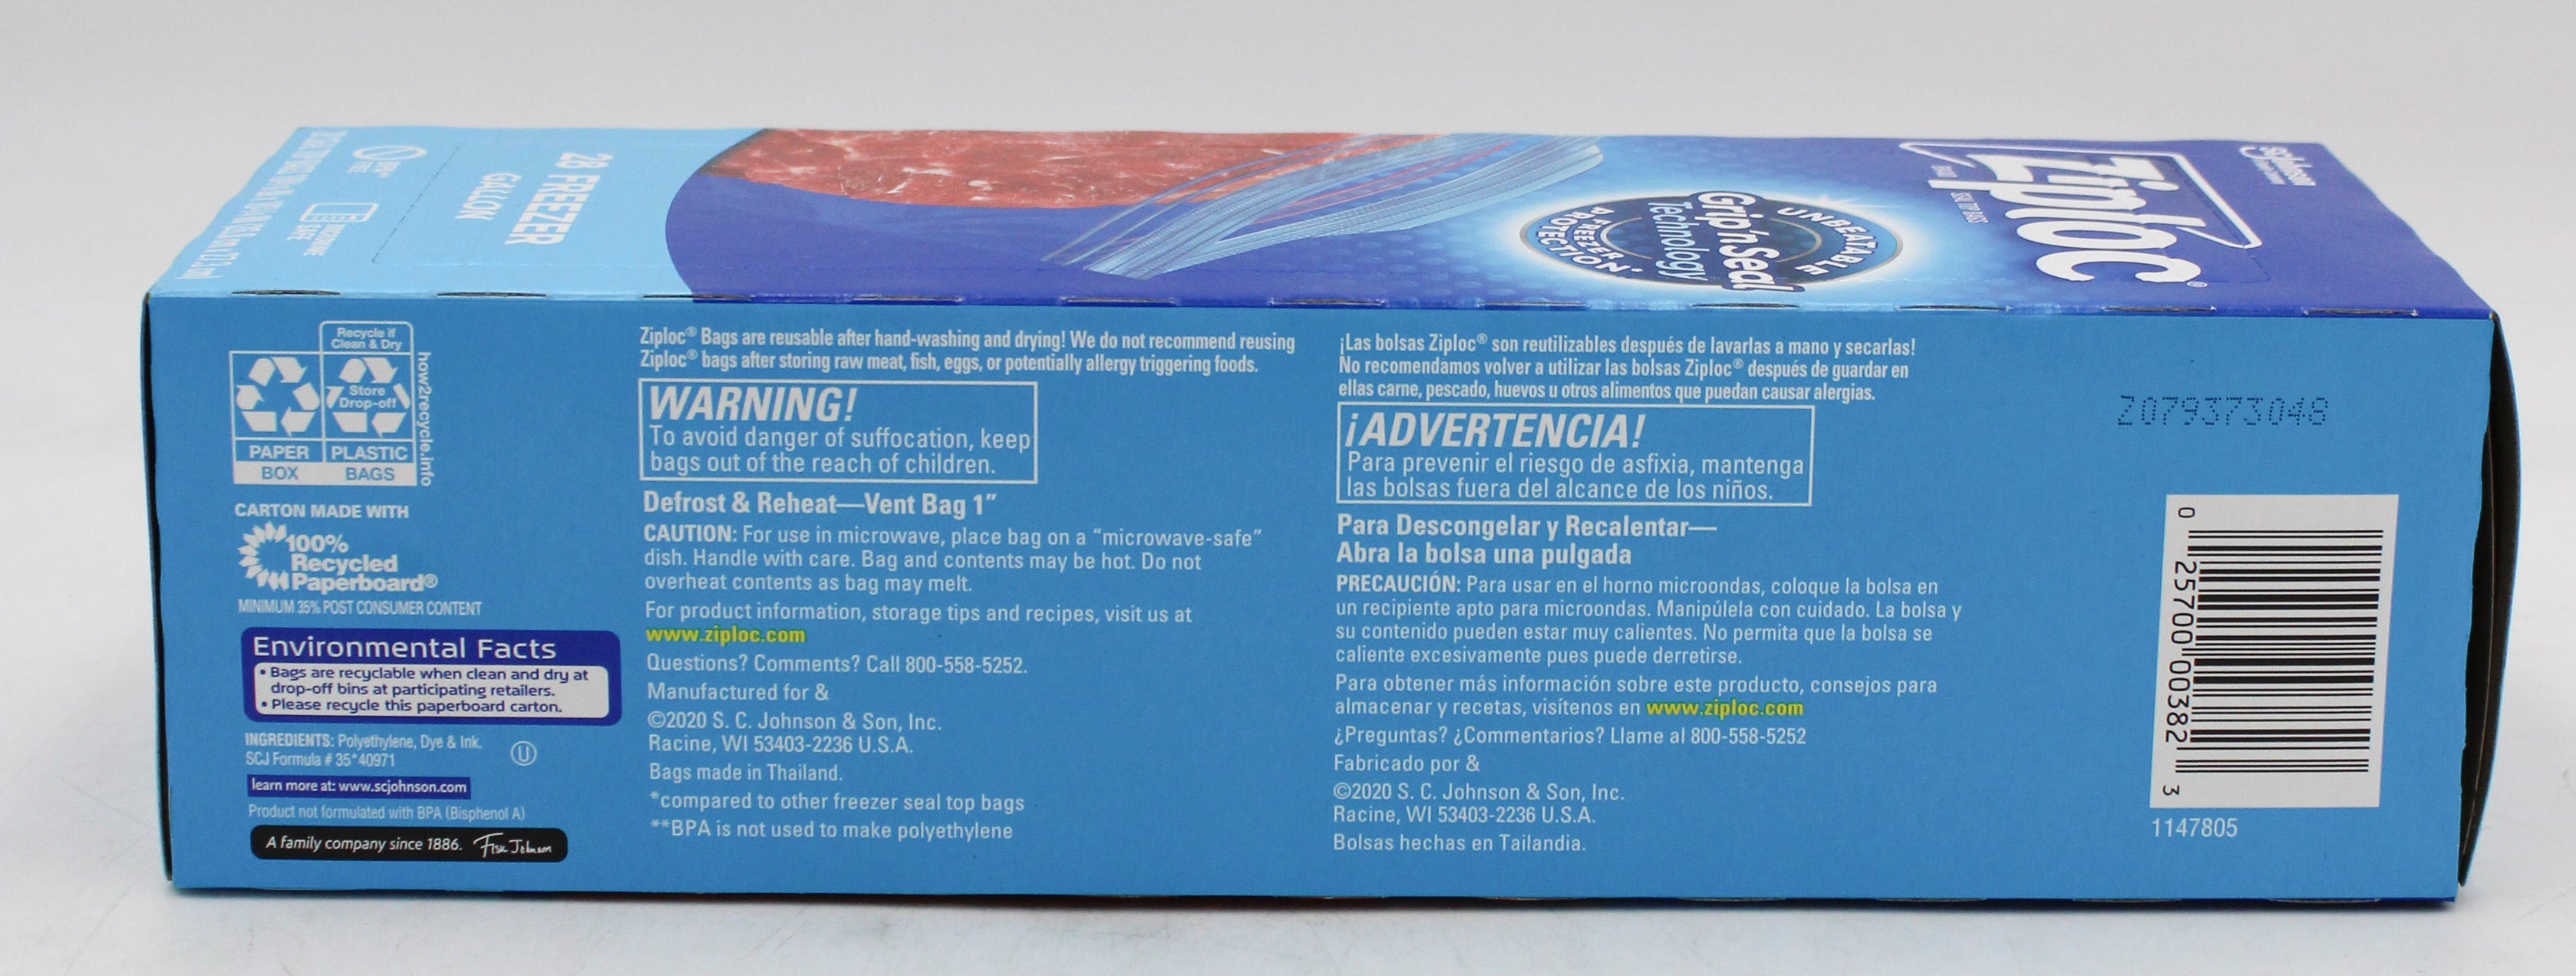 SC Johnson
Ziploc®
BRAND
SEAL TOP BAGS
UNBEATABLE
Grip'n Seal
Technology
FREEZER
PROTECTION*
28 FREEZER
GALLON
MICROWAVE
SAFE
Recycle if
Clean & Dry
Store
Drop-off
PAPER PLASTIC
BOX BAGS
how2recycle.info
CARTON MADE WITH
100%
Recycled
Paperboard®
MINIMUM 35% POST CONSUMER CONTENT
Environmental Facts
• Bags are recyclable when clean and dry at
drop-off bins at participating retailers.
• Please recycle this paperboard carton.
INGREDIENTS: Polyethylene, Dye & Ink.
SCJ Formula # 35*40971
U
learn more at: www.scjohnson.com
Product not formulated with BPA (Bisphenol A)
A family company since 1886. Fisk Johnson
Ziploc® Bags are reusable after hand-washing and drying! We do not recommend reusing
Ziploc® bags after storing raw meat, fish, eggs, or potentially allergy triggering foods.
WARNING!
To avoid danger of suffocation, keep
bags out of the reach of children.
Defrost & Reheat—Vent Bag 1”
CAUTION: For use in microwave, place bag on a “microwave-safe”
dish. Handle with care. Bag and contents may be hot. Do not
overheat contents as bag may melt.
For product information, storage tips and recipes, visit us at
www.ziploc.com
Questions? Comments? Call 800-558-5252.
Manufactured for &
©2020 S. C. Johnson & Son, Inc.
Racine, WI 53403-2236 U.S.A.
Bags made in Thailand.
*compared to other freezer seal top bags
**BPA is not used to make polyethylene
¡Las bolsas Ziploc® son reutilizables después de lavarlas a mano y secarlas!
No recomendamos volver a utilizar las bolsas Ziploc® después de guardar en
ellas carne, pescado, huevos u otros alimentos que puedan causar alergias.
¡ADVERTENCIA!
Para prevenir el riesgo de asfixia, mantenga
las bolsas fuera del alcance de los niños.
Para Descongelar y Recalentar—
Abra la bolsa una pulgada
PRECAUCIÓN: Para usar en el horno microondas, coloque la bolsa en
un recipiente apto para microondas. Manipúlela con cuidado. La bolsa y
su contenido pueden estar muy calientes. No permita que la bolsa se
caliente excesivamente pues puede derretirse.
Para obtener más información sobre este producto, consejos para
almacenar y recetas, visítenos en www.ziploc.com
¿Preguntas? ¿Commentarios? Llame al 800-558-5252
Fabricado por &
©2020 S. C. Johnson & Son, Inc.
Racine, WI 53403-2236 U.S.A.
Bolsas hechas en Tailandia.
Z079373048
0 25700 00382 3
1147805